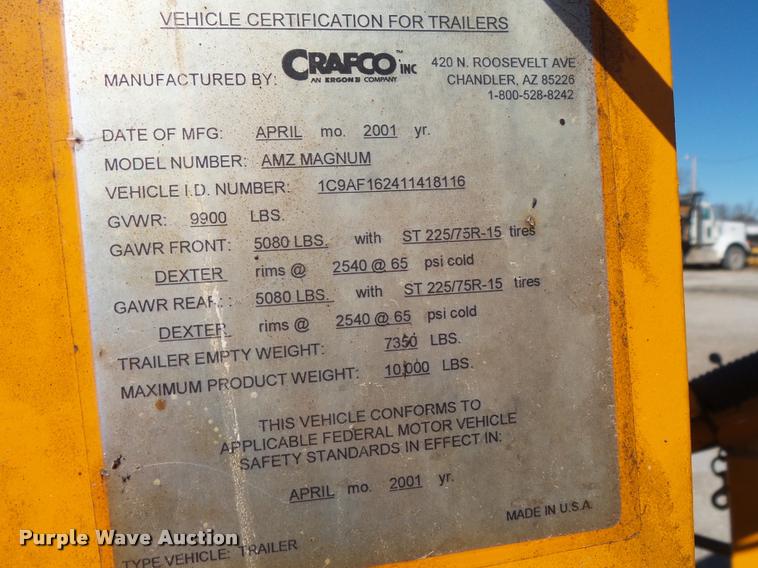 VEHICLE CERTIFICATION FOR TRAILERS
MANUFACTURED BY: CRAFCO™ INC 420 N. ROOSEVELT AVE
AN ERGON COMPANY CHANDLER, AZ 85226
1-800-528-8242
DATE OF MFG: APRIL mo. 2001 yr.
MODEL NUMBER: AMZ MAGNUM
VEHICLE I.D. NUMBER: 1C9AF162411418116
GVWR: 9900 LBS.
GAWR FRONT: 5080 LBS. with ST 225/75R-15 tires
DEXTER rims @ 2540 @ 65 psi cold
GAWR REAR: : 5080 LBS. with ST 225/75R-15 tires
DEXTER rims @ 2540 @ 65 psi cold
TRAILER EMPTY WEIGHT: 7350 LBS.
MAXIMUM PRODUCT WEIGHT: 10,000 LBS.
THIS VEHICLE CONFORMS TO
APPLICABLE FEDERAL MOTOR VEHICLE
SAFETY STANDARDS IN EFFECT IN:
APRIL mo. 2001 yr.
MADE IN U.S.A.
TYPE VEHICLE: TRAILER
Purple Wave Auction